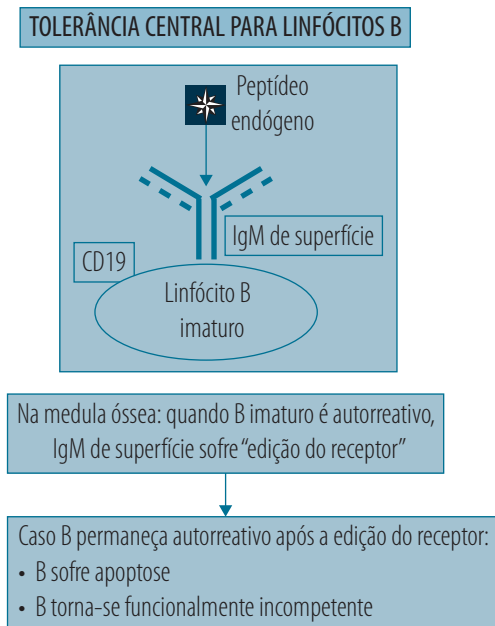 TOLERÂNCIA CENTRAL PARA LINFÓCITOS B
Peptídeo
endógeno
IgM de superfície
CD19
Linfócito B
imaturo
Na medula óssea: quando B imaturo é autorreativo,
IgM de superfície sofre “edição do receptor”
Caso B permaneça autorreativo após a edição do receptor:
• B sofre apoptose
• B torna-se funcionalmente incompetente